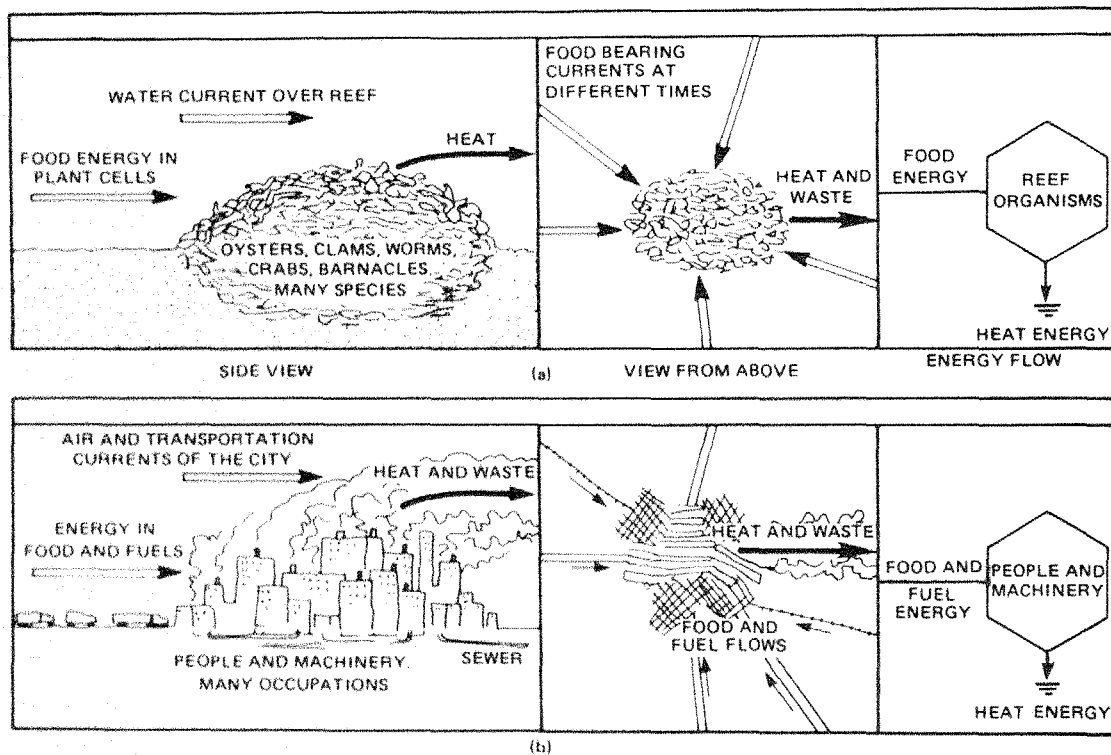 WATER CURRENT OVER REEF
FOOD ENERGY IN
PLANT CELLS
HEAT
OYSTERS, CLAMS, WORMS,
CRABS, BARNACLES,
MANY SPECIES
SIDE VIEW
(a)
FOOD BEARING
CURRENTS AT
DIFFERENT TIMES
HEAT AND
WASTE
VIEW FROM ABOVE
FOOD
ENERGY
REEF
ORGANISMS
HEAT ENERGY
ENERGY FLOW
AIR AND TRANSPORTATION
CURRENTS OF THE CITY
HEAT AND WASTE
ENERGY IN
FOOD AND FUELS
PEOPLE AND MACHINERY,
MANY OCCUPATIONS
SEWER
HEAT AND WASTE
FOOD AND
FUEL FLOWS
FOOD AND
FUEL
ENERGY
PEOPLE AND
MACHINERY
HEAT ENERGY
(b)